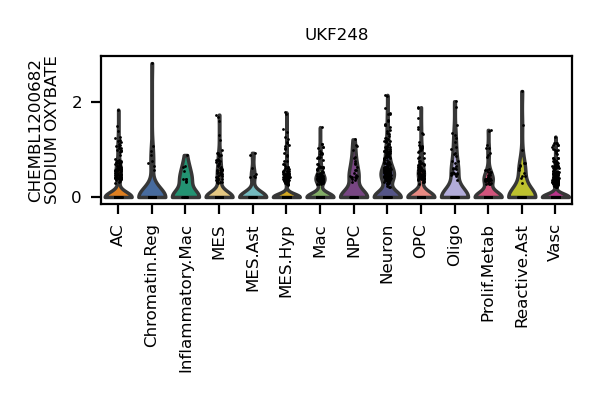 UKF248
CHEMBL1200682
SODIUM OXYBATE
2
0
AC
Chromatin.Reg
Inflammatory.Mac
MES
MES.Ast
MES.Hyp
Mac
NPC
Neuron
OPC
Oligo
Prolif.Metab
Reactive.Ast
Vasc